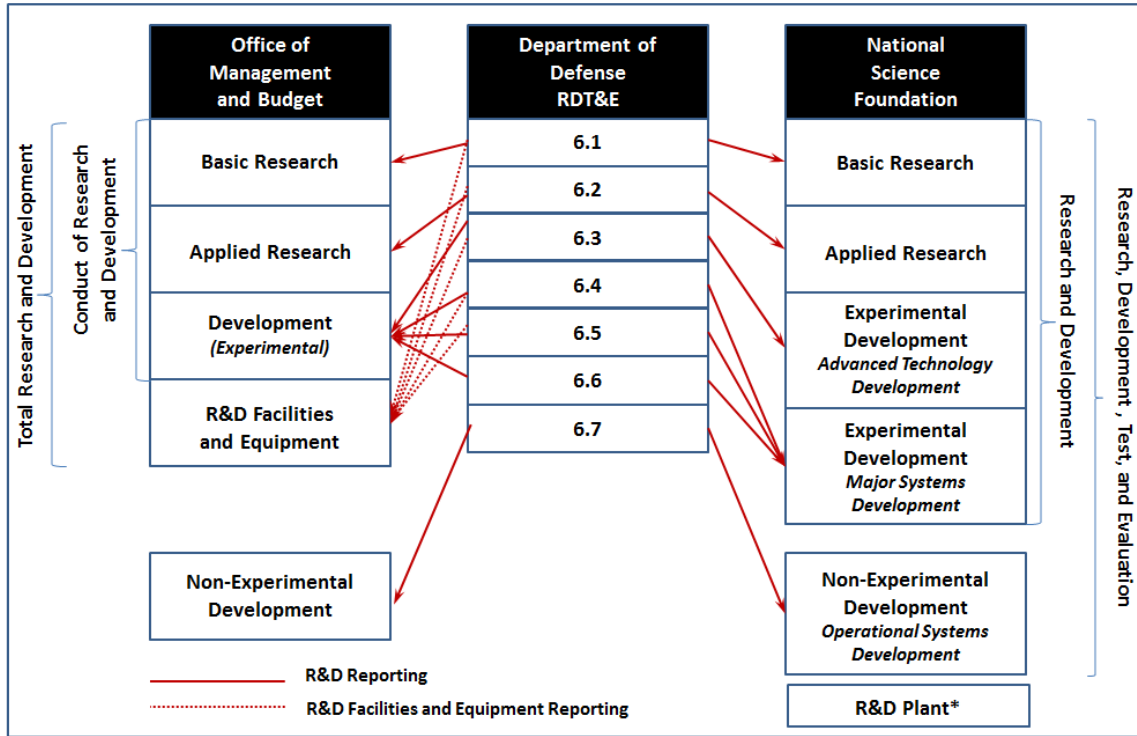 Office of
Management
and Budget
Department of
Defense
RDT&E
National
Science
Foundation
Total Research and Development
Conduct of Research
and Development
Basic Research
Applied Research
Development
(Experimental)
R&D Facilities
and Equipment
Non-Experimental
Development
6.1
6.2
6.3
6.4
6.5
6.6
6.7
Basic Research
Applied Research
Experimental
Development
Advanced Technology
Development
Experimental
Development
Major Systems
Development
Non-Experimental
Development
Operational Systems
Development
R&D Plant*
Research and Development
Research, Development , Test, and Evaluation
R&D Reporting
R&D Facilities and Equipment Reporting